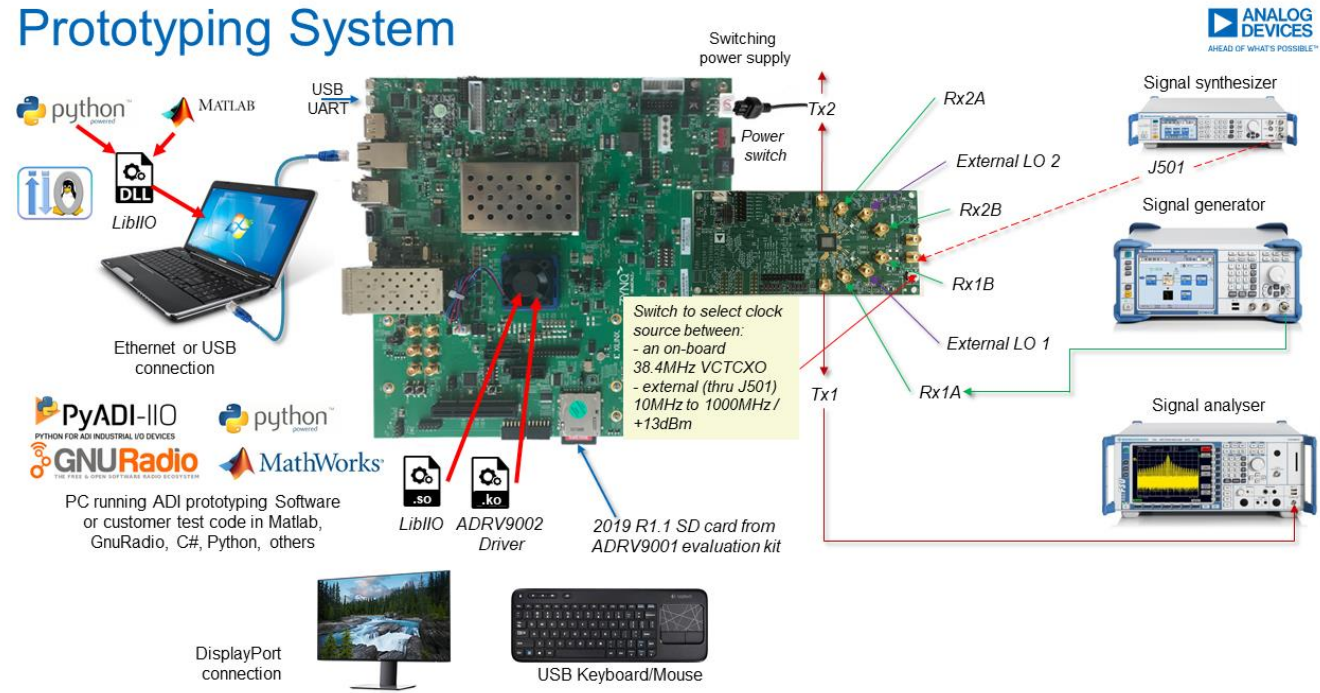 Prototyping System
ANALOG
DEVICES
AHEAD OF WHAT'S POSSIBLE™
Switching
power supply
USB
UART
python™
powered
MATLAB
DLL
LibIIO
Tx2
Power
switch
Rx2A
External LO 2
Rx2B
Rx1B
External LO 1
Rx1A
Tx1
Signal synthesizer
J501
Signal generator
Signal analyser
Ethernet or USB
connection
Switch to select clock
source between:
- an on-board
38.4MHz VCTCXO
- external (thru J501)
10MHz to 1000MHz /
+13dBm
ZYNQ
XILINX
PyADI-IIO
PYTHON FOR ADI INDUSTRIAL I/O DEVICES
python™
powered
GNURadio
THE FREE & OPEN SOFTWARE RADIO ECOSYSTEM
MathWorks®
PC running ADI prototyping Software
or customer test code in Matlab,
GnuRadio, C#, Python, others
.so
LibIIO
.ko
ADRV9002
Driver
2019 R1.1 SD card from
ADRV9001 evaluation kit
DisplayPort
connection
USB Keyboard/Mouse